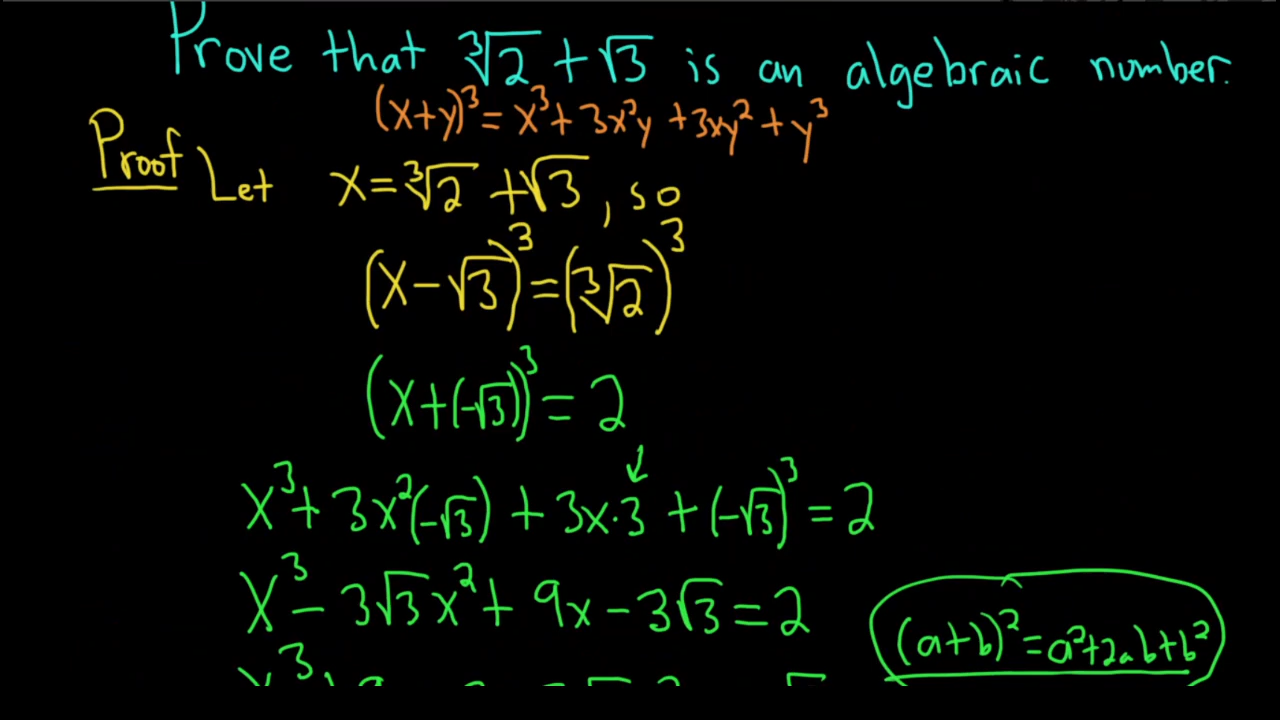 Prove that ∛2 + √3 is an algebraic number.
(x+y)³ = x³ + 3x²y + 3xy² + y³
Proof Let x = ∛2 + √3, so
(x - √3)³ = (∛2)³
(x + (-√3))³ = 2
x³ + 3x²(-√3) + 3x·3 + (-√3)³ = 2
x³ - 3√3x² + 9x - 3√3 = 2
(a+b)² = a² + 2ab + b²